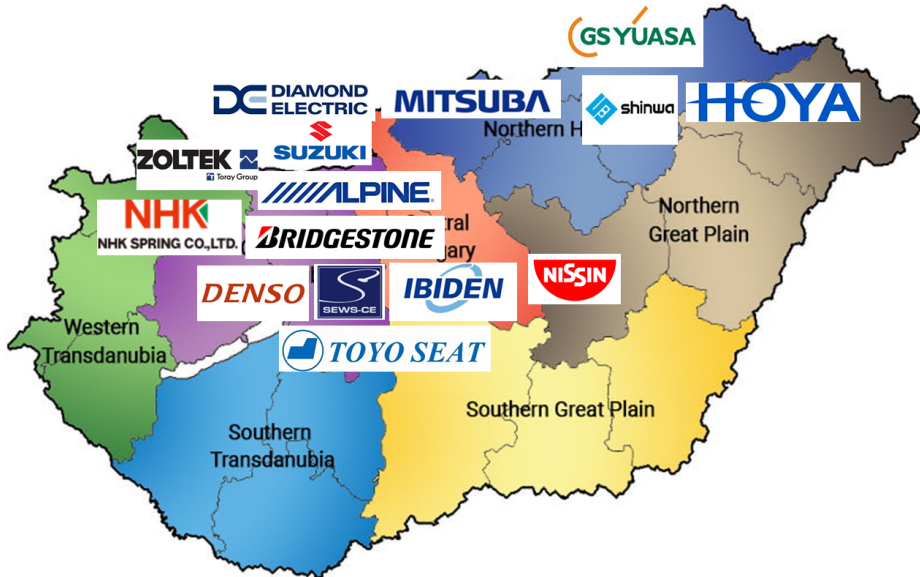 GS YUASA
DIAMOND
ELECTRIC
MITSUBA
shinwa
HOYA
Northern H
SUZUKI
ZOLTEK
Toray Group
ALPINE
NHK
NHK SPRING CO.,LTD.
BRIDGESTONE
tral
gary
Northern
Great Plain
DENSO
SEWS-CE
IBIDEN
NISSIN
Western
Transdanubia
TOYO SEAT
Southern Great Plain
Southern
Transdanubia